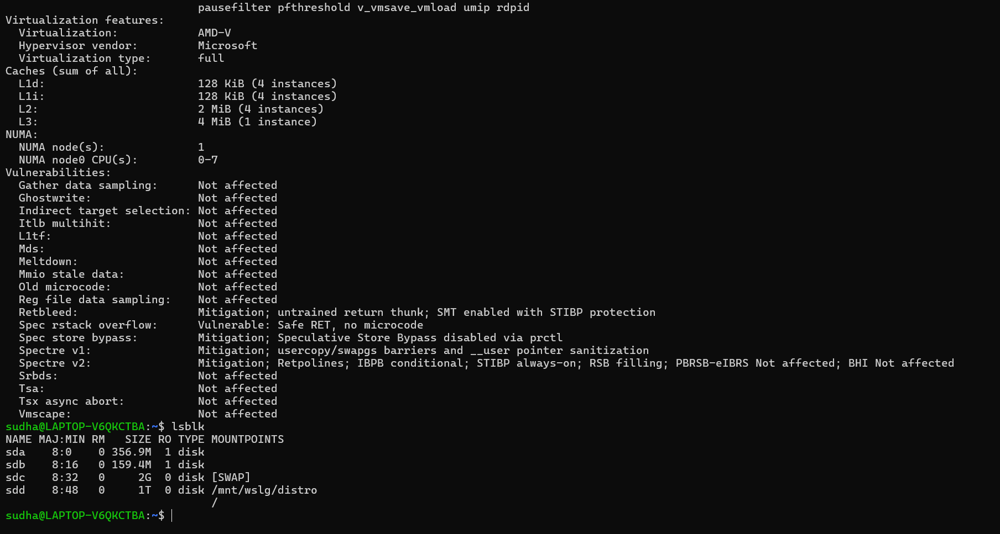 pausefilter pfthreshold v_vmsave_vmload umip rdpid
Virtualization features:
  Virtualization:            AMD-V
  Hypervisor vendor:         Microsoft
  Virtualization type:       full
Caches (sum of all):
  L1d:                       128 KiB (4 instances)
  L1i:                       128 KiB (4 instances)
  L2:                        2 MiB (4 instances)
  L3:                        4 MiB (1 instance)
NUMA:
  NUMA node(s):              1
  NUMA node0 CPU(s):         0-7
Vulnerabilities:
  Gather data sampling:      Not affected
  Ghostwrite:                Not affected
  Indirect target selection: Not affected
  Itlb multihit:             Not affected
  L1tf:                      Not affected
  Mds:                       Not affected
  Meltdown:                  Not affected
  Mmio stale data:           Not affected
  Old microcode:             Not affected
  Reg file data sampling:    Not affected
  Retbleed:                  Mitigation; untrained return thunk; SMT enabled with STIBP protection
  Spec rstack overflow:      Vulnerable: Safe RET, no microcode
  Spec store bypass:         Mitigation; Speculative Store Bypass disabled via prctl
  Spectre v1:                Mitigation; usercopy/swapgs barriers and __user pointer sanitization
  Spectre v2:                Mitigation; Retpolines; IBPB conditional; STIBP always-on; RSB filling; PBRSB-eIBRS Not affected; BHI Not affected
  Srbds:                     Not affected
  Tsa:                       Not affected
  Tsx async abort:           Not affected
  Vmscape:                   Not affected
sudha@LAPTOP-V6QKCTBA:~$ lsblk
NAME MAJ:MIN RM   SIZE RO TYPE MOUNTPOINTS
sda    8:0    0 356.9M  1 disk
sdb    8:16   0 159.4M  1 disk
sdc    8:32   0     2G  0 disk [SWAP]
sdd    8:48   0     1T  0 disk /mnt/wslg/distro
                               /
sudha@LAPTOP-V6QKCTBA:~$